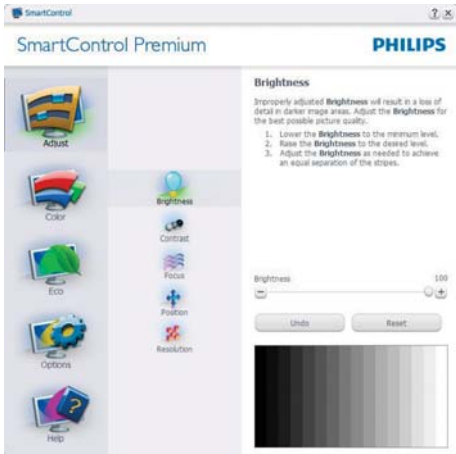 SmartControl
SmartControl Premium
PHILIPS
Adjust
Color
Eco
Options
Help
Brightness
Contrast
Focus
Position
Resolution
Brightness
Improperly adjusted Brightness will result in a loss of
detail in darker image areas. Adjust the Brightness for
the best possible picture quality.
1. Lower the Brightness to the minimum level.
2. Raise the Brightness to the desired level.
3. Adjust the Brightness as needed to achieve
an equal separation of the stripes.
Brightness 100
Undo Reset